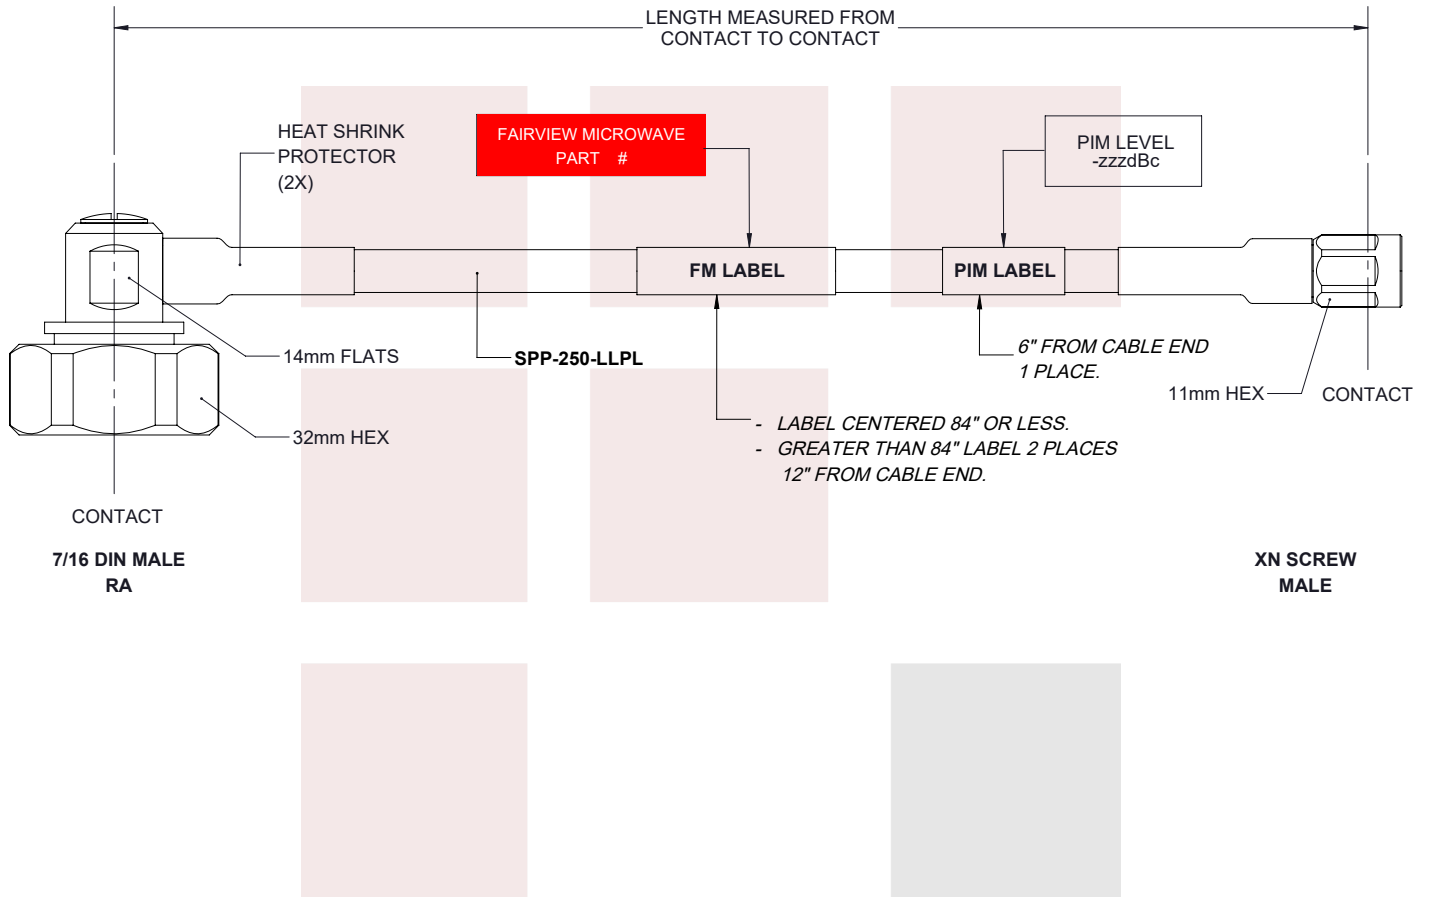 LENGTH MEASURED FROM
CONTACT TO CONTACT
HEAT SHRINK
PROTECTOR
(2X)
FAIRVIEW MICROWAVE
PART #
PIM LEVEL
-zzzdBc
FM LABEL
PIM LABEL
14mm FLATS
SPP-250-LLPL
6" FROM CABLE END
1 PLACE.
11mm HEX
CONTACT
32mm HEX
- LABEL CENTERED 84" OR LESS.
- GREATER THAN 84" LABEL 2 PLACES
12" FROM CABLE END.
CONTACT
7/16 DIN MALE
RA
XN SCREW
MALE